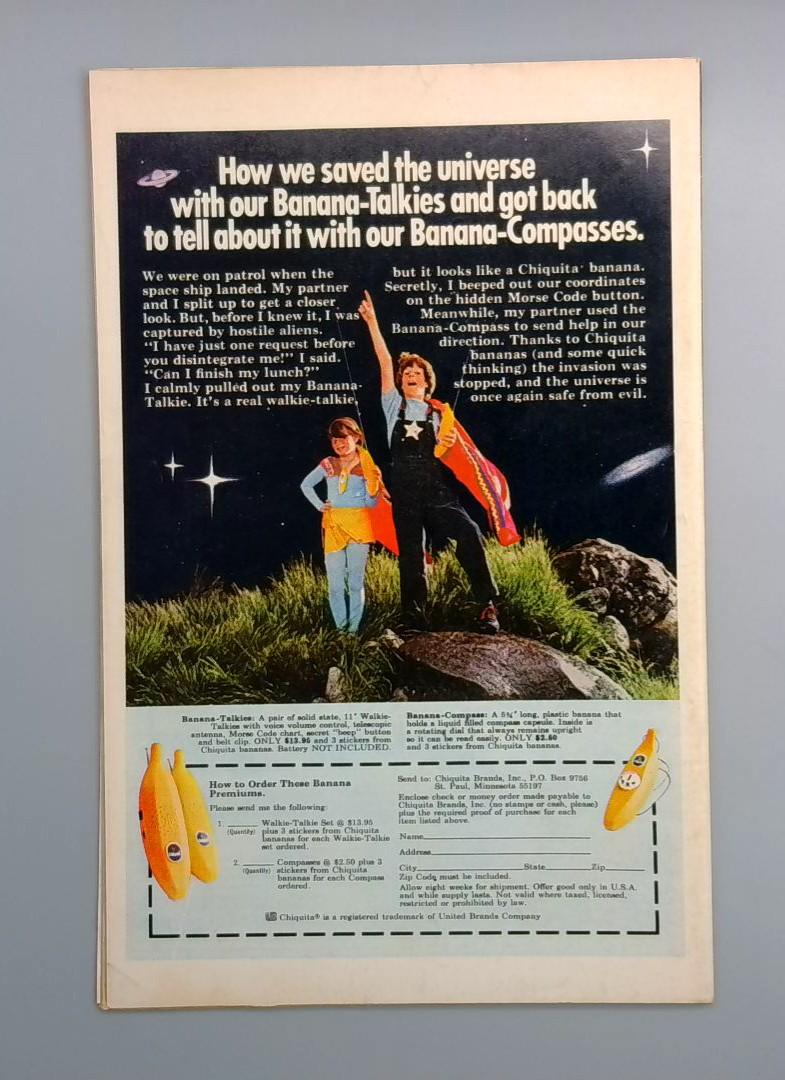 How we saved the universe
with our Banana-Talkies and got back
to tell about it with our Banana-Compasses.
We were on patrol when the
space ship landed. My partner
and I split up to get a closer
look. But, before I knew it, I was
captured by hostile aliens.
"I have just one request before
you disintegrate me!" I said.
"Can I finish my lunch?"
I calmly pulled out my Banana-
Talkie. It's a real walkie-talkie,
but it looks like a Chiquita banana.
Secretly, I beeped out our coordinates
on the hidden Morse Code button.
Meanwhile, my partner used the
Banana-Compass to send help in our
direction. Thanks to Chiquita
bananas (and some quick
thinking) the invasion was
stopped, and the universe is
once again safe from evil.
Banana-Talkies: A pair of solid state, 11" Walkie-
Talkies with voice volume control, telescopic
antenna, Morse Code chart, secret "beep" button
and belt clip. ONLY $13.95 and 3 stickers from
Chiquita bananas. Battery NOT INCLUDED.
Banana-Compass: A 5¾" long, plastic banana that
holds a liquid filled compass capsule. Inside is
a rotating dial that always remains upright
so it can be read easily. ONLY $2.50
and 3 stickers from Chiquita bananas.
How to Order These Banana
Premiums.
Please send me the following:
1. ______ Walkie-Talkie Set @ $13.95
(Quantity) plus 3 stickers from Chiquita
bananas for each Walkie-Talkie
set ordered.
2. ______ Compasses @ $2.50 plus 3
(Quantity) stickers from Chiquita
bananas for each Compass
ordered.
Send to: Chiquita Brands, Inc., P.O. Box 9756
St. Paul, Minnesota 55197
Enclose check or money order made payable to
Chiquita Brands, Inc. (no stamps or cash, please)
plus the required proof of purchase for each
item listed above.
Name
Address
City State Zip
Zip Code must be included.
Allow eight weeks for shipment. Offer good only in U.S.A.
and while supply lasts. Not valid where taxed, licensed,
restricted or prohibited by law.
Chiquita® is a registered trademark of United Brands Company